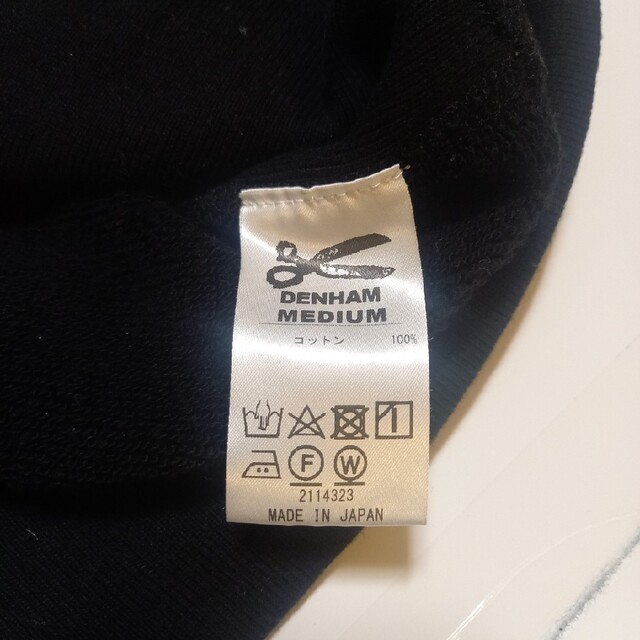 DENHAM
MEDIUM
コットン 100%
F W
2114323
MADE IN JAPAN